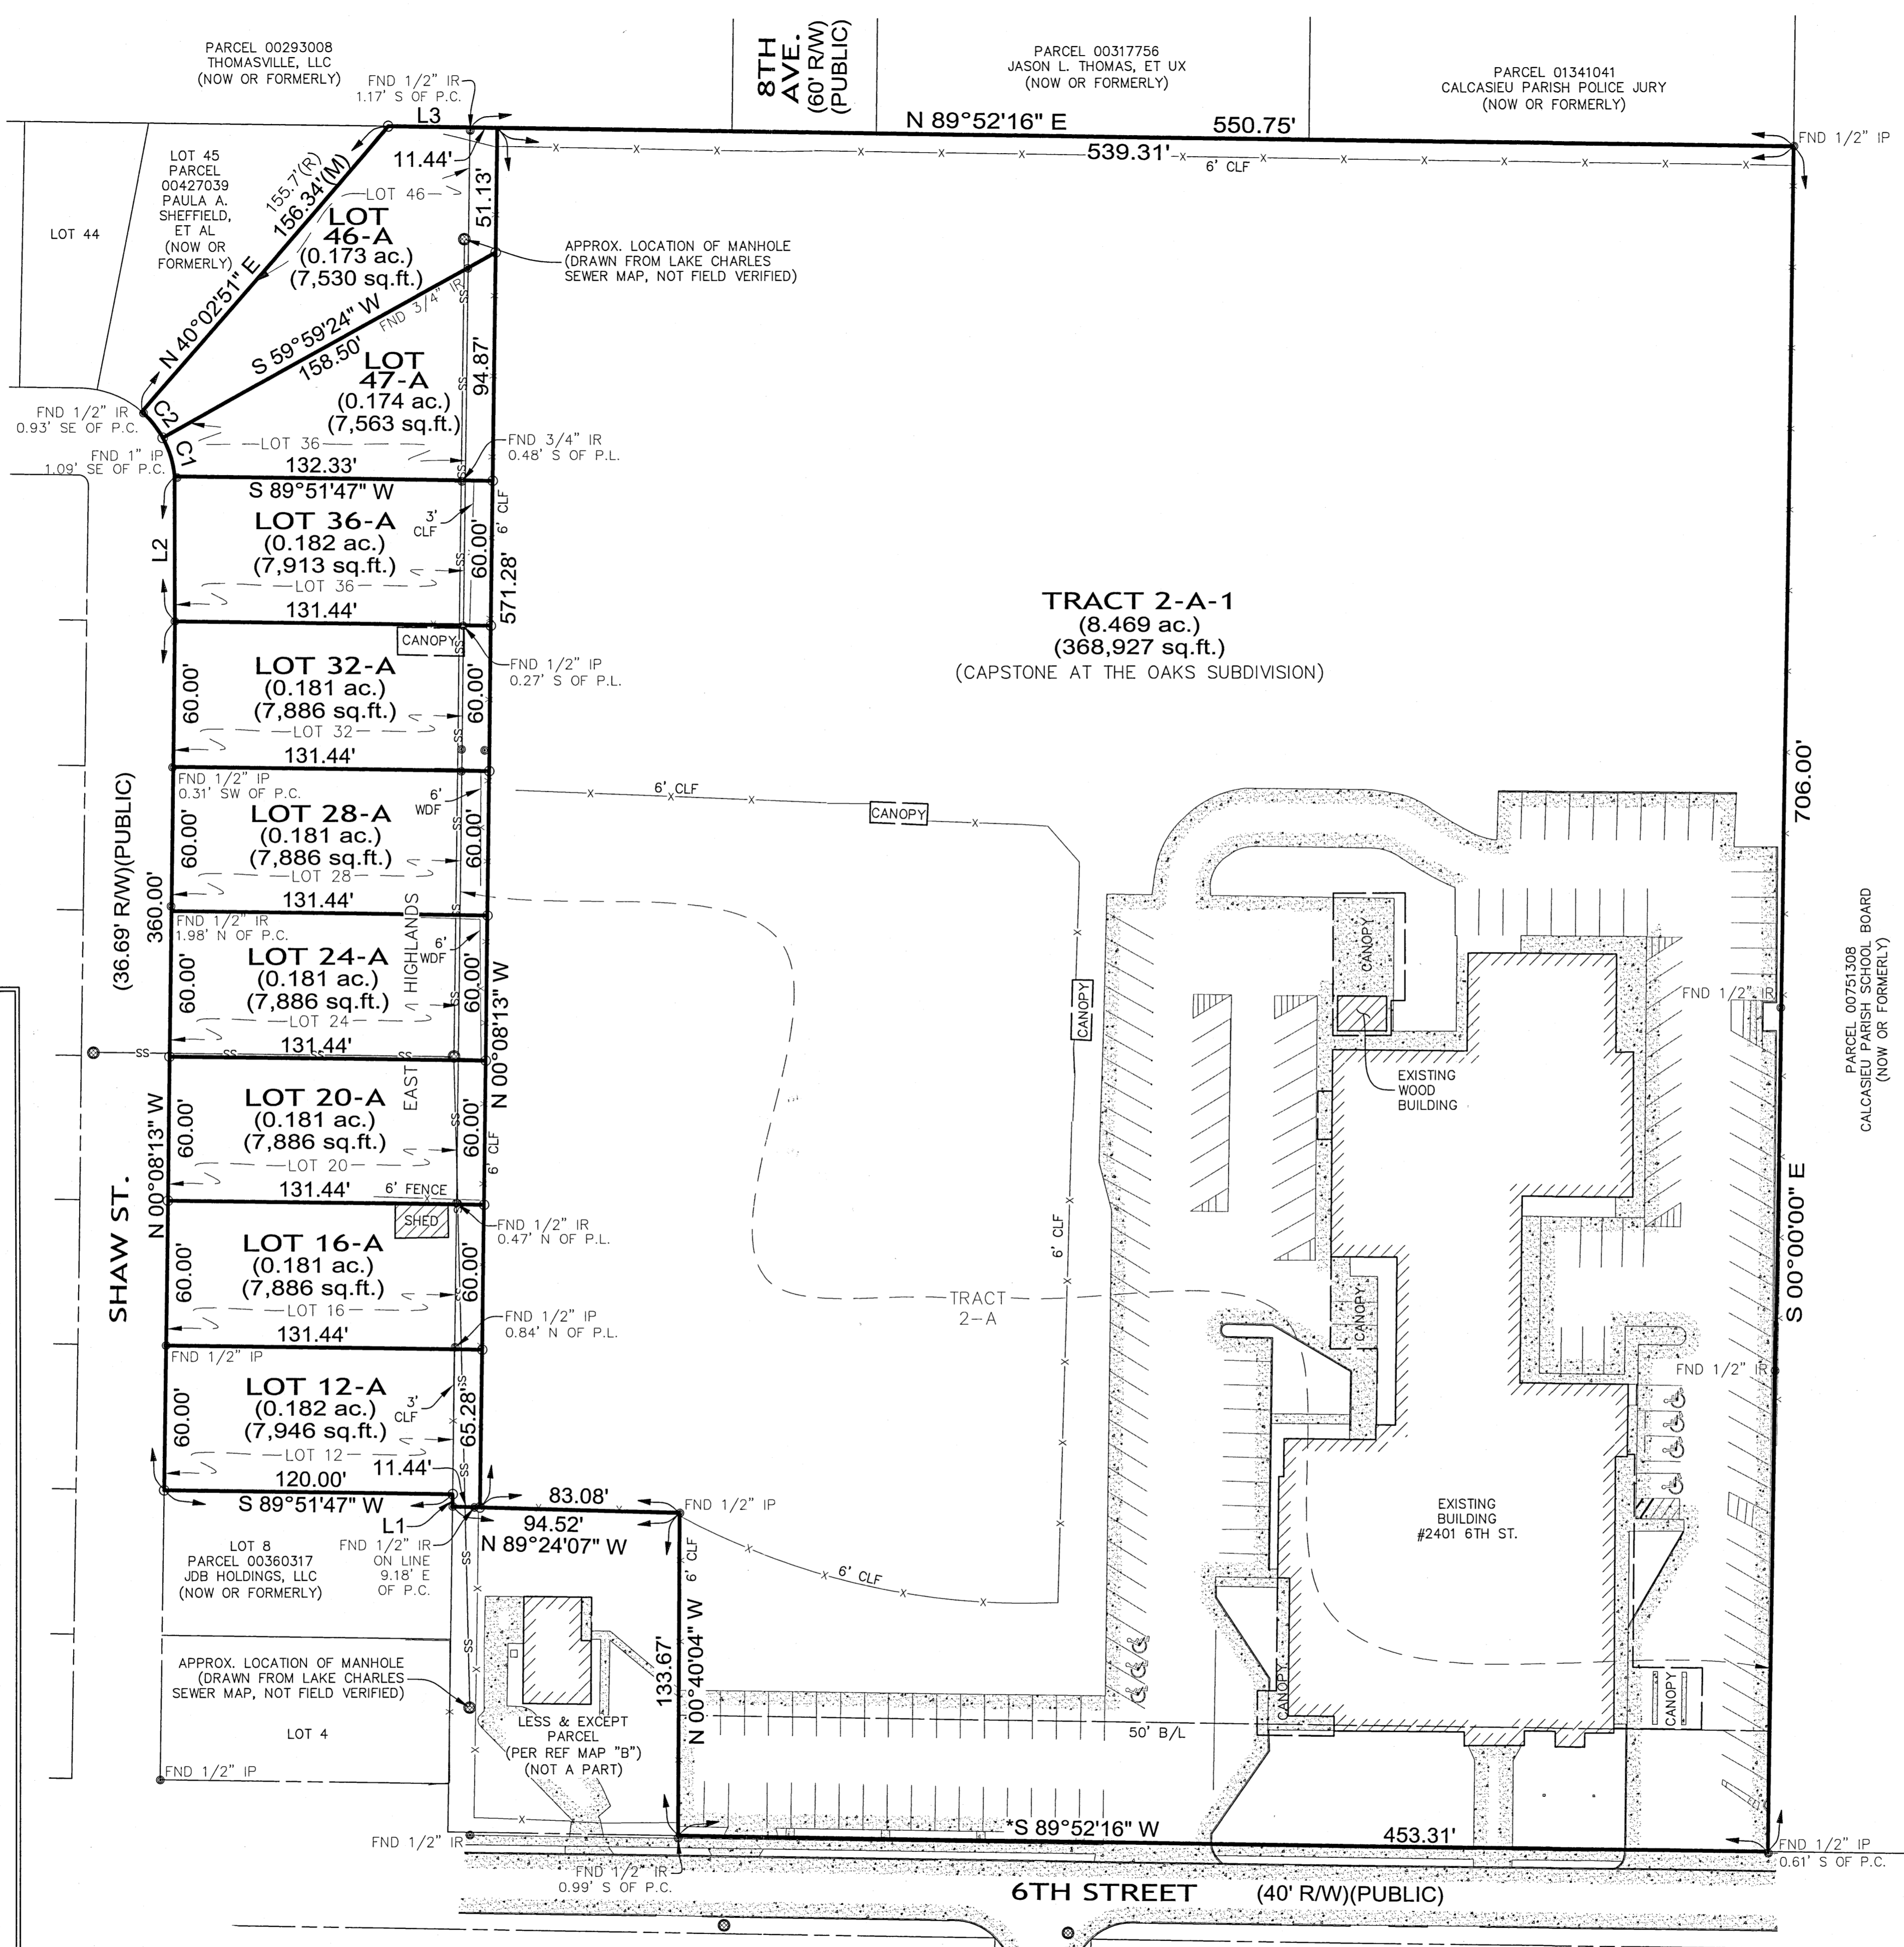 PARCEL 00293008
THOMASVILLE, LLC
(NOW OR FORMERLY)
FND 1/2" IR
1.17' S OF P.C.
8TH
AVE.
(60' R/W)
(PUBLIC)
PARCEL 00317756
JASON L. THOMAS, ET UX
(NOW OR FORMERLY)
PARCEL 01341041
CALCASIEU PARISH POLICE JURY
(NOW OR FORMERLY)
L3
N 89°52'16" E
550.75'
FND 1/2" IP
11.44'
539.31'
6' CLF
LOT 44
LOT 45
PARCEL
00427039
PAULA A.
SHEFFIELD,
ET AL
(NOW OR
FORMERLY)
155.7'(R)
156.34'(M)
N 40°02'51" E
LOT 46
LOT
46-A
(0.173 ac.)
(7,530 sq.ft.)
51.13'
APPROX. LOCATION OF MANHOLE
(DRAWN FROM LAKE CHARLES
SEWER MAP, NOT FIELD VERIFIED)
S 59°59'24" W
158.50'
FND 3/4" IR
SS
LOT
47-A
(0.174 ac.)
(7,563 sq.ft.)
94.87'
SS
FND 1/2" IR
0.93' SE OF P.C.
C2
C1
FND 1" IP
1.09' SE OF P.C.
LOT 36
132.33'
S 89°51'47" W
FND 3/4" IR
0.48' S OF P.L.
SS
LOT 36-A
(0.182 ac.)
(7,913 sq.ft.)
3'
CLF
6' CLF
60.00'
571.28'
L2
SS
LOT 36
131.44'
CANOPY
SS
FND 1/2" IP
0.27' S OF P.L.
TRACT 2-A-1
(8.469 ac.)
(368,927 sq.ft.)
(CAPSTONE AT THE OAKS SUBDIVISION)
LOT 32-A
(0.181 ac.)
(7,886 sq.ft.)
60.00'
60.00'
SS
LOT 32
131.44'
FND 1/2" IP
0.31' SW OF P.C.
6'
WDF
LOT 28-A
(0.181 ac.)
(7,886 sq.ft.)
60.00'
60.00'
SS
LOT 28
131.44'
6' CLF
CANOPY
706.00'
(36.69' R/W)(PUBLIC)
360.00'
FND 1/2" IR
1.98' N OF P.C.
6'
WDF
SS
LOT 24-A
(0.181 ac.)
(7,886 sq.ft.)
60.00'
60.00'
SS
LOT 24
131.44'
EAST HIGHLANDS
N 00°08'13" W
SS
SS
SS
SS
CANOPY
CANOPY
EXISTING
WOOD
BUILDING
FND 1/2" IR
PARCEL 00751308
CALCASIEU PARISH SCHOOL BOARD
(NOW OR FORMERLY)
LOT 20-A
(0.181 ac.)
(7,886 sq.ft.)
60.00'
60.00'
SS
6' CLF
LOT 20
131.44'
6' FENCE
SHED
FND 1/2" IR
0.47' N OF P.L.
SHAW ST.
N 00°08'13" W
S 00°00'00" E
6' CLF
LOT 16-A
(0.181 ac.)
(7,886 sq.ft.)
60.00'
60.00'
SS
LOT 16
131.44'
FND 1/2" IP
0.84' N OF P.L.
TRACT
2-A
CANOPY
FND 1/2" IP
LOT 12-A
(0.182 ac.)
(7,946 sq.ft.)
3'
CLF
60.00'
65.28'
SS
SS
FND 1/2" IR
LOT 12
120.00'
11.44'
S 89°51'47" W
L1
83.08'
94.52'
N 89°24'07" W
FND 1/2" IP
LOT 8
PARCEL 00360317
JDB HOLDINGS, LLC
(NOW OR FORMERLY)
FND 1/2" IR
ON LINE
9.18' E
OF P.C.
SS
6' CLF
6' CLF
EXISTING
BUILDING
#2401 6TH ST.
SS
APPROX. LOCATION OF MANHOLE
(DRAWN FROM LAKE CHARLES
SEWER MAP, NOT FIELD VERIFIED)
133.67'
N 00°40'04" W
CANOPY
CANOPY
LESS & EXCEPT
PARCEL
(PER REF MAP "B")
(NOT A PART)
LOT 4
50' B/L
FND 1/2" IP
FND 1/2" IR
FND 1/2" IR
0.99' S OF P.C.
*S 89°52'16" W
453.31'
FND 1/2" IP
0.61' S OF P.C.
6TH STREET
(40' R/W)(PUBLIC)